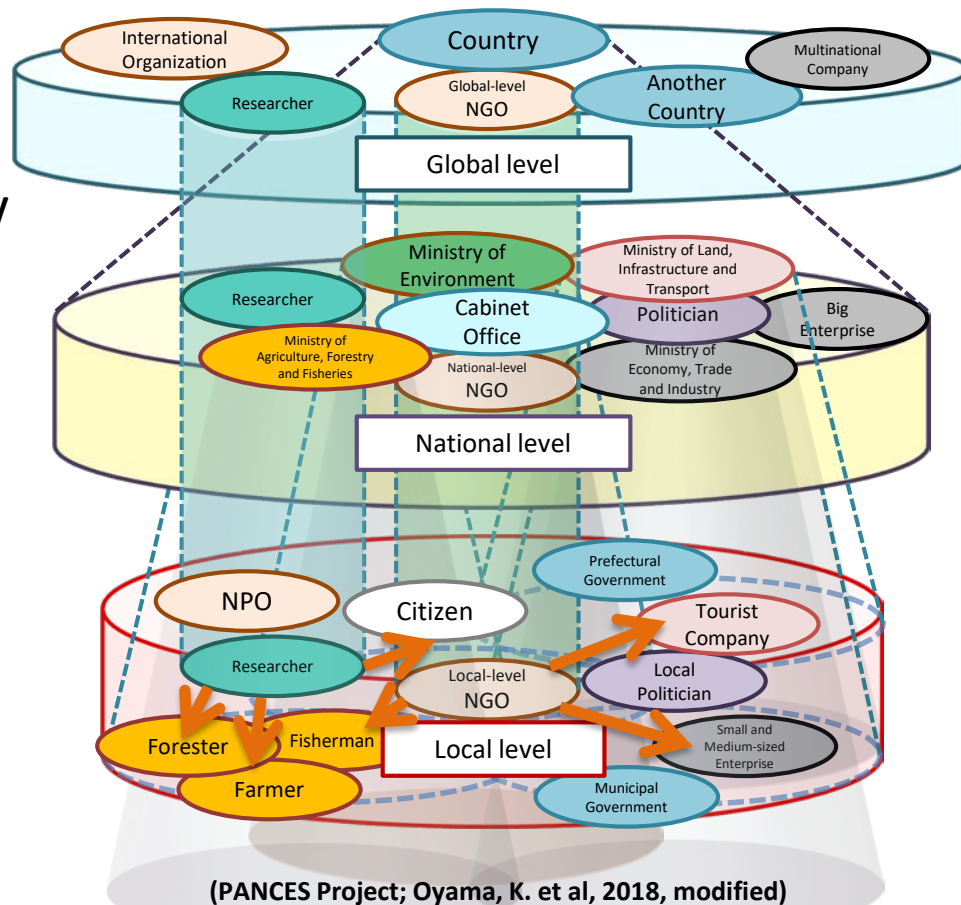 International
Organization
Country
Multinational
Company
Researcher
Global-level
NGO
Another
Country
Global level
y
Ministry of
Environment
Ministry of Land,
Infrastructure and
Transport
Researcher
Cabinet
Office
Politician
Big
Enterprise
Ministry of
Agriculture, Forestry
and Fisheries
National-level
NGO
Ministry of
Economy, Trade
and Industry
National level
Prefectural
Government
NPO
Citizen
Tourist
Company
Researcher
Local-level
NGO
Local
Politician
Forester
Fisherman
Local level
Small and
Medium-sized
Enterprise
Farmer
Municipal
Government
(PANCES Project; Oyama, K. et al, 2018, modified)